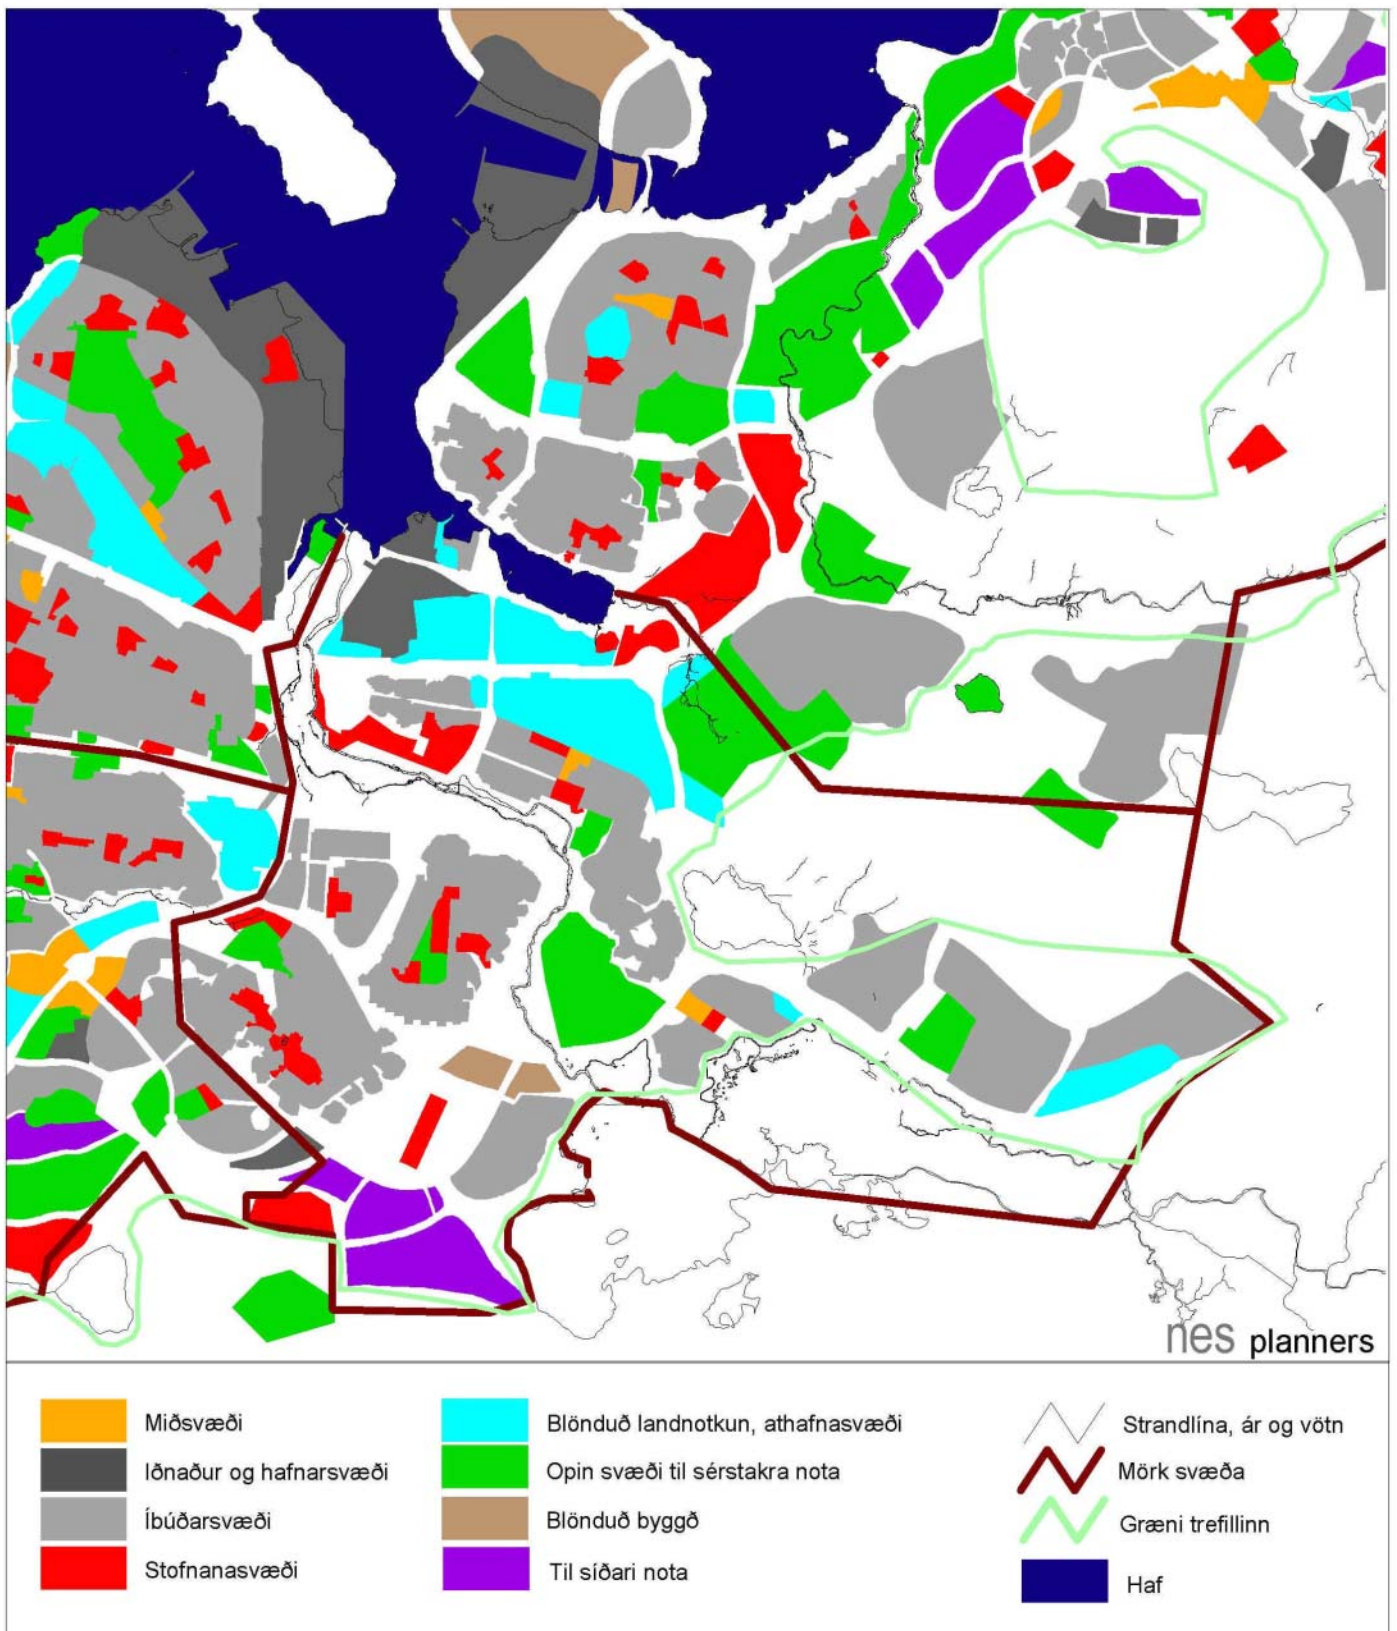 nes planners
Miðsvæði
Iðnaður og hafnarsvæði
Íbúðarsvæði
Stofnanasvæði
Blönduð landnotkun, athafnasvæði
Opin svæði til sérstakra nota
Blönduð byggð
Til síðari nota
Strandlína, ár og vötn
Mörk svæða
Græni trefillinn
Haf